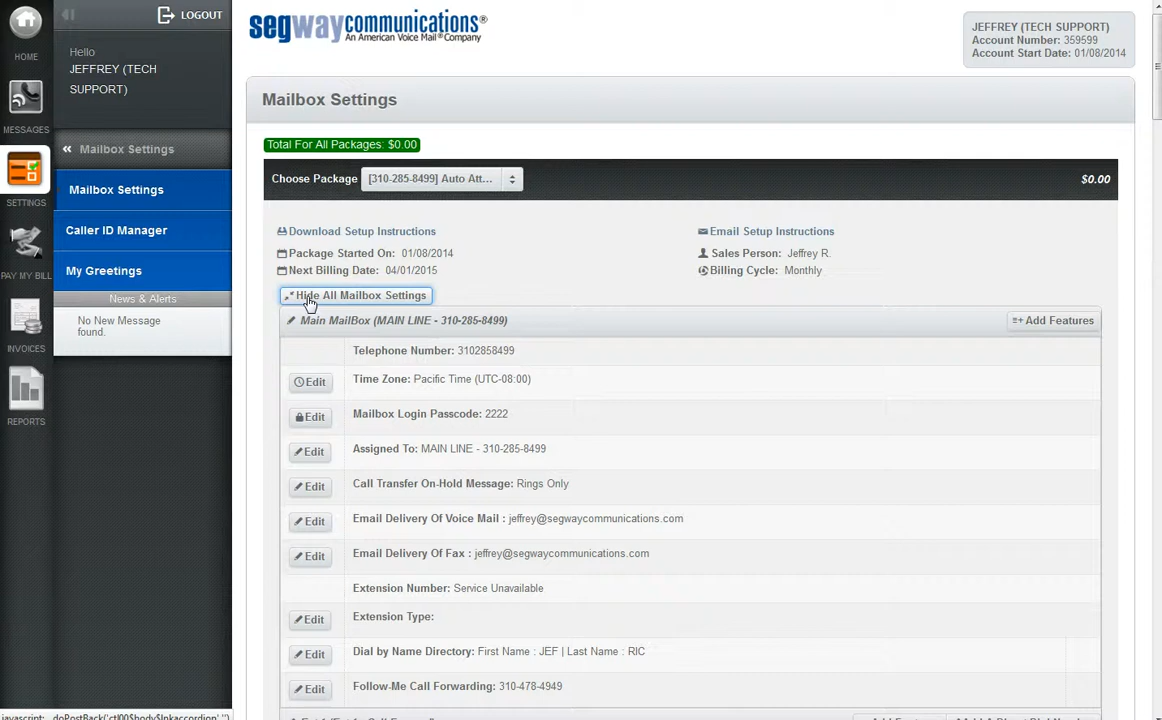 LOGOUT
Hello
JEFFREY (TECH
SUPPORT)
HOME
MESSAGES
SETTINGS
PAY MY BILL
INVOICES
REPORTS
Mailbox Settings
Mailbox Settings
Caller ID Manager
My Greetings
News & Alerts
No New Message
found.
segwaycommunications®
An American Voice Mail® Company
JEFFREY (TECH SUPPORT)
Account Number: 359599
Account Start Date: 01/08/2014
Mailbox Settings
Total For All Packages: $0.00
Choose Package [310-285-8499] Auto Att... $0.00
Download Setup Instructions
Email Setup Instructions
Package Started On: 01/08/2014
Sales Person: Jeffrey R.
Next Billing Date: 04/01/2015
Billing Cycle: Monthly
Hide All Mailbox Settings
Main MailBox (MAIN LINE - 310-285-8499)
Add Features
Telephone Number: 3102858499
Edit Time Zone: Pacific Time (UTC-08:00)
Edit Mailbox Login Passcode: 2222
Edit Assigned To: MAIN LINE - 310-285-8499
Edit Call Transfer On-Hold Message: Rings Only
Edit Email Delivery Of Voice Mail : jeffrey@segwaycommunications.com
Edit Email Delivery Of Fax : jeffrey@segwaycommunications.com
Extension Number: Service Unavailable
Edit Extension Type:
Edit Dial by Name Directory: First Name : JEF | Last Name : RIC
Edit Follow-Me Call Forwarding: 310-478-4949